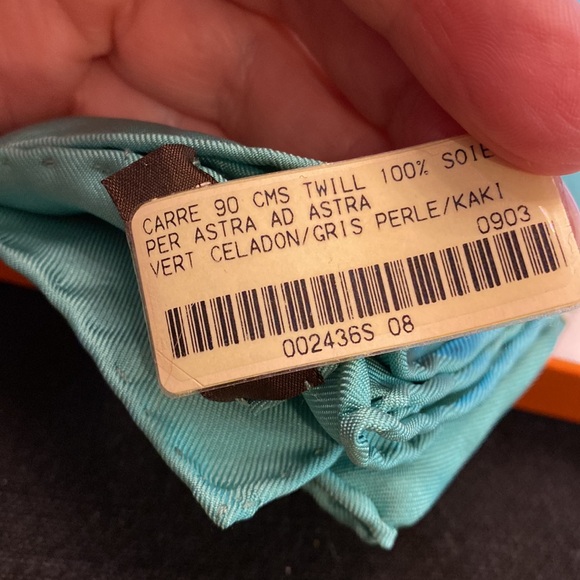 CARRE 90 CMS TWILL 100% SOIE
PER ASTRA AD ASTRA
VERT CELADON/GRIS PERLE/KAKI
0903
002436S 08